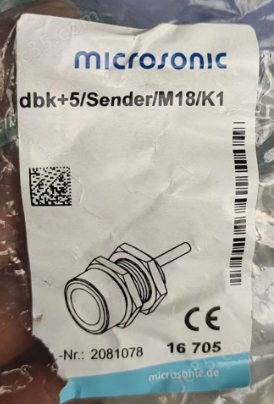 microsonic
dbk+5/Sender/M18/K1
CE
.-Nr.: 2081078 16 705
microsonic.de